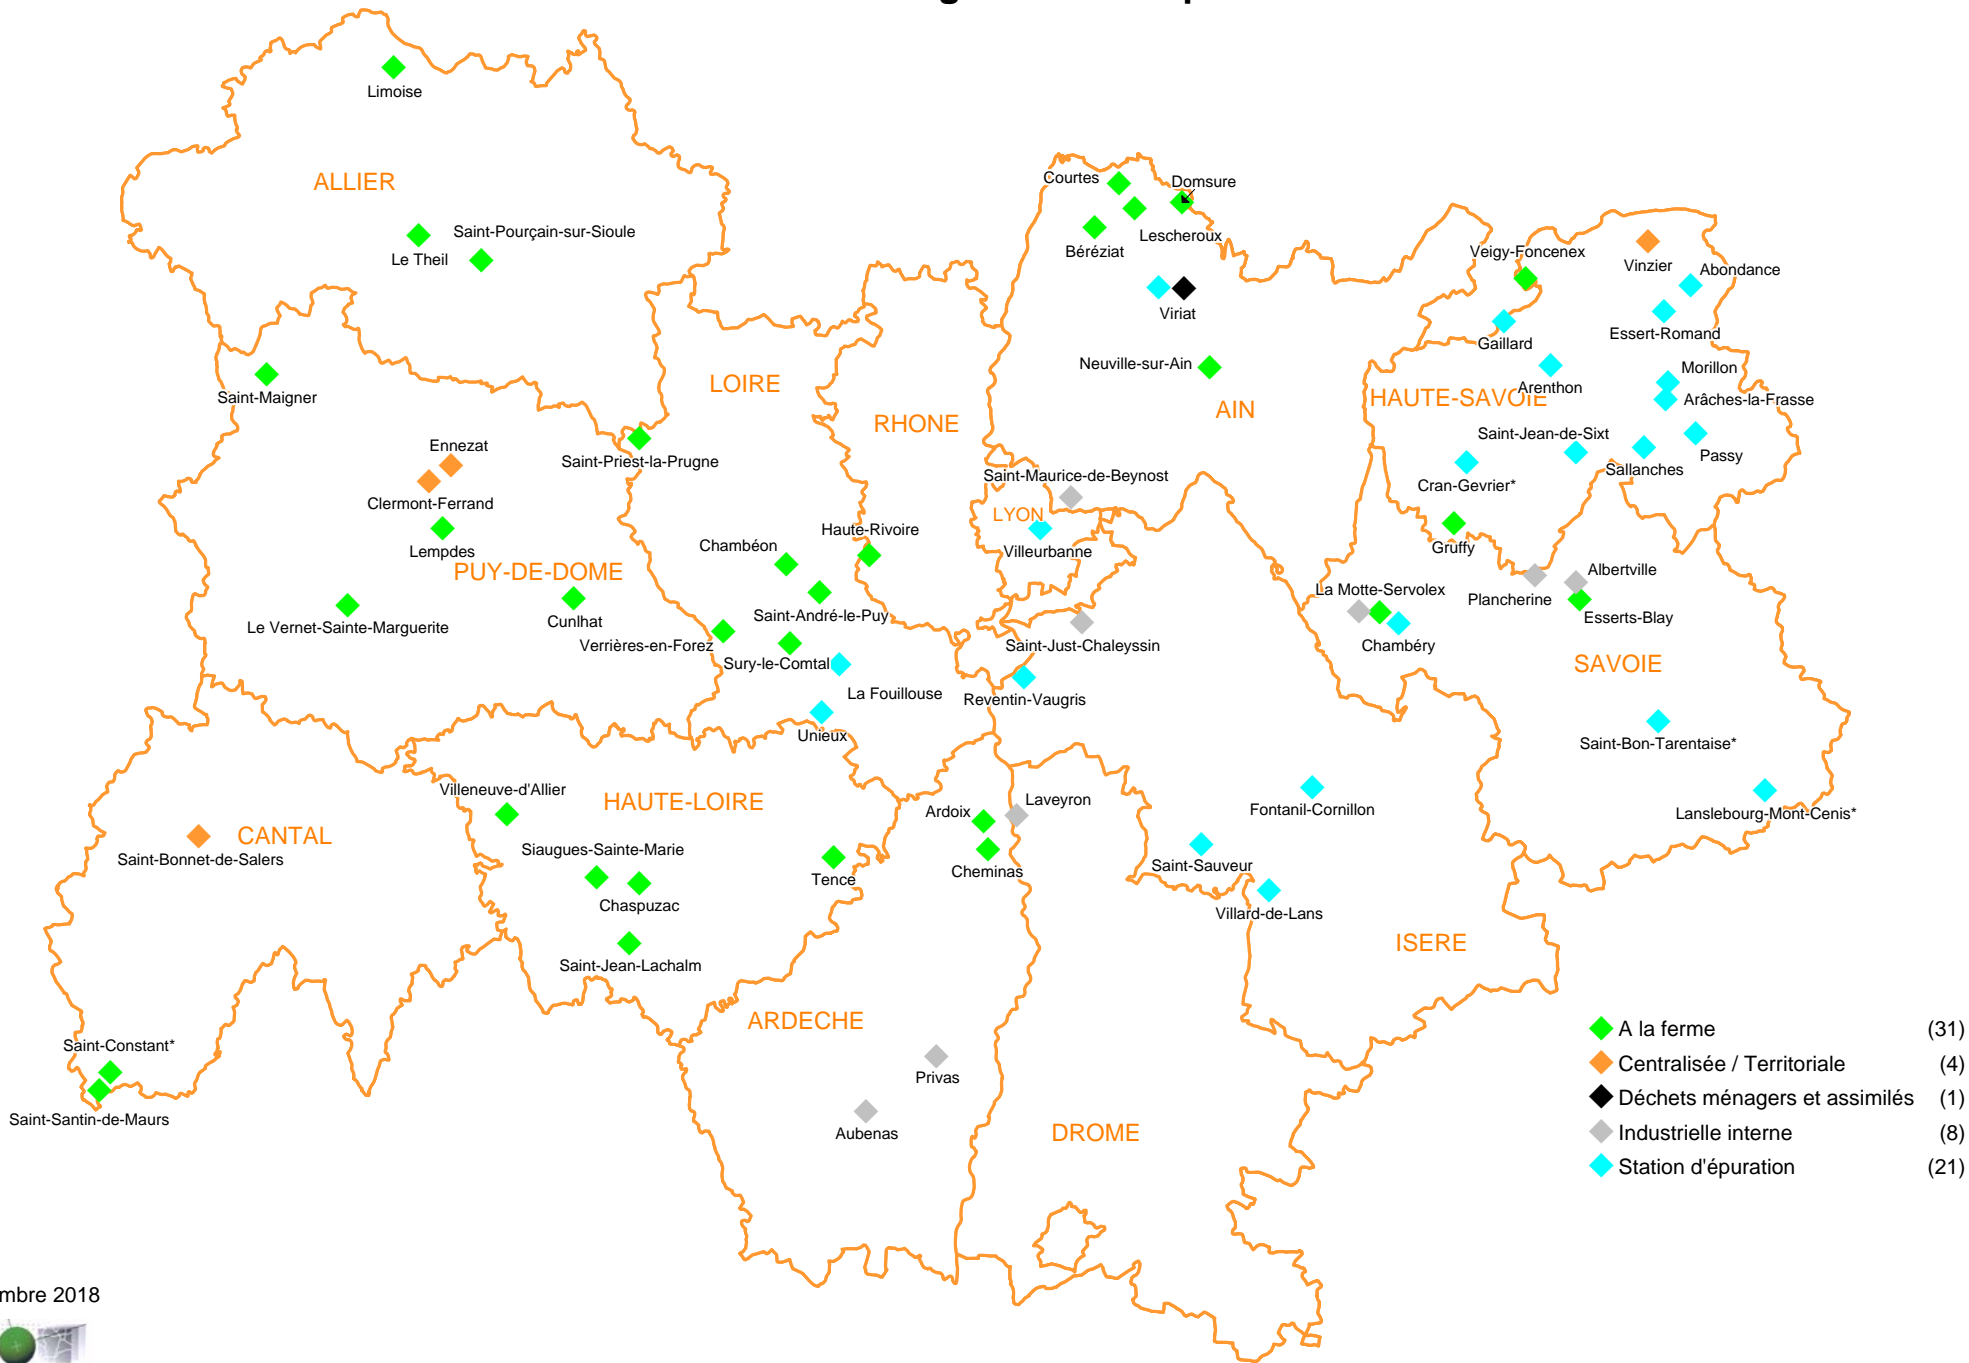 Limoise
ALLIER
Saint-Pourçain-sur-Sioule
Le Theil
Courtes
Domsure
Lescheroux
Béréziat
Viriat
Neuville-sur-Ain
AIN
Veigy-Foncenex
Vinzier
Abondance
Essert-Romand
Gaillard
Morillon
Arenthon
HAUTE-SAVOIE
Arâches-la-Frasse
Saint-Jean-de-Sixt
Sallanches
Passy
Cran-Gevrier*
Gruffy
Saint-Maigner
LOIRE
RHONE
Ennezat
Saint-Priest-la-Prugne
Clermont-Ferrand
Lempdes
PUY-DE-DOME
Cunlhat
Le Vernet-Sainte-Marguerite
Saint-Maurice-de-Beynost
LYON
Villeurbanne
Haute-Rivoire
Chambéon
Saint-André-le-Puy
Verrières-en-Forez
Sury-le-Comtal
La Fouillouse
Unieux
Saint-Just-Chaleyssin
Reventin-Vaugris
La Motte-Servolex
Chambéry
Plancherine
Albertville
Esserts-Blay
SAVOIE
Saint-Bon-Tarentaise*
Lanslebourg-Mont-Cenis*
Villeneuve-d'Allier
HAUTE-LOIRE
CANTAL
Saint-Bonnet-de-Salers
Siaugues-Sainte-Marie
Chaspuzac
Tence
Saint-Jean-Lachalm
Ardoix
Laveyron
Cheminas
Fontanil-Cornillon
Saint-Sauveur
Villard-de-Lans
ISERE
ARDECHE
Saint-Constant*
Saint-Santin-de-Maurs
Privas
Aubenas
DROME
A la ferme (31)
Centralisée / Territoriale (4)
Déchets ménagers et assimilés (1)
Industrielle interne (8)
Station d'épuration (21)
mbre 2018